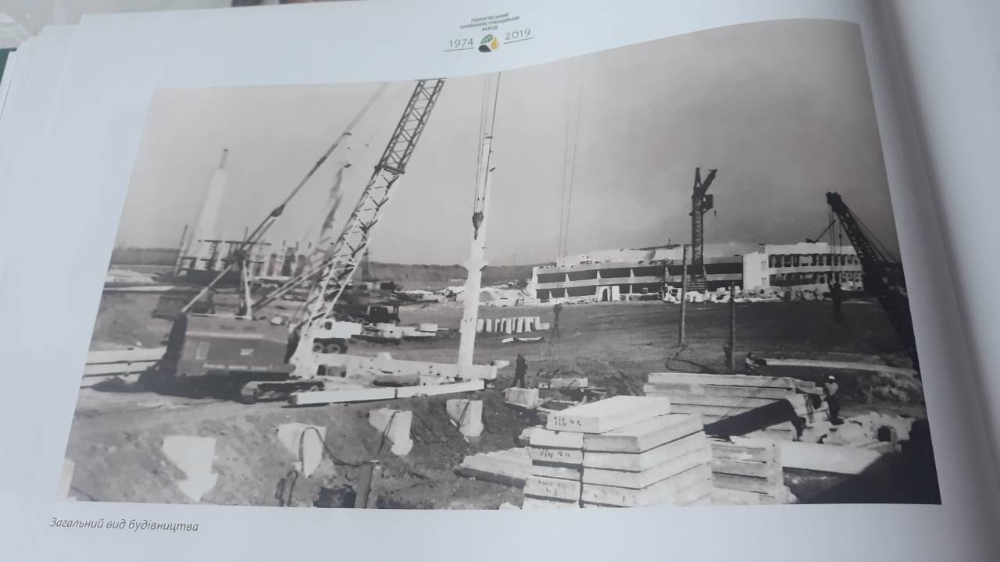 ПОЛОГІВСЬКИЙ
ОЛІЙНОЕКСТРАКЦІЙНИЙ
ЗАВОД
1974 2019
Загальний вид будівництва